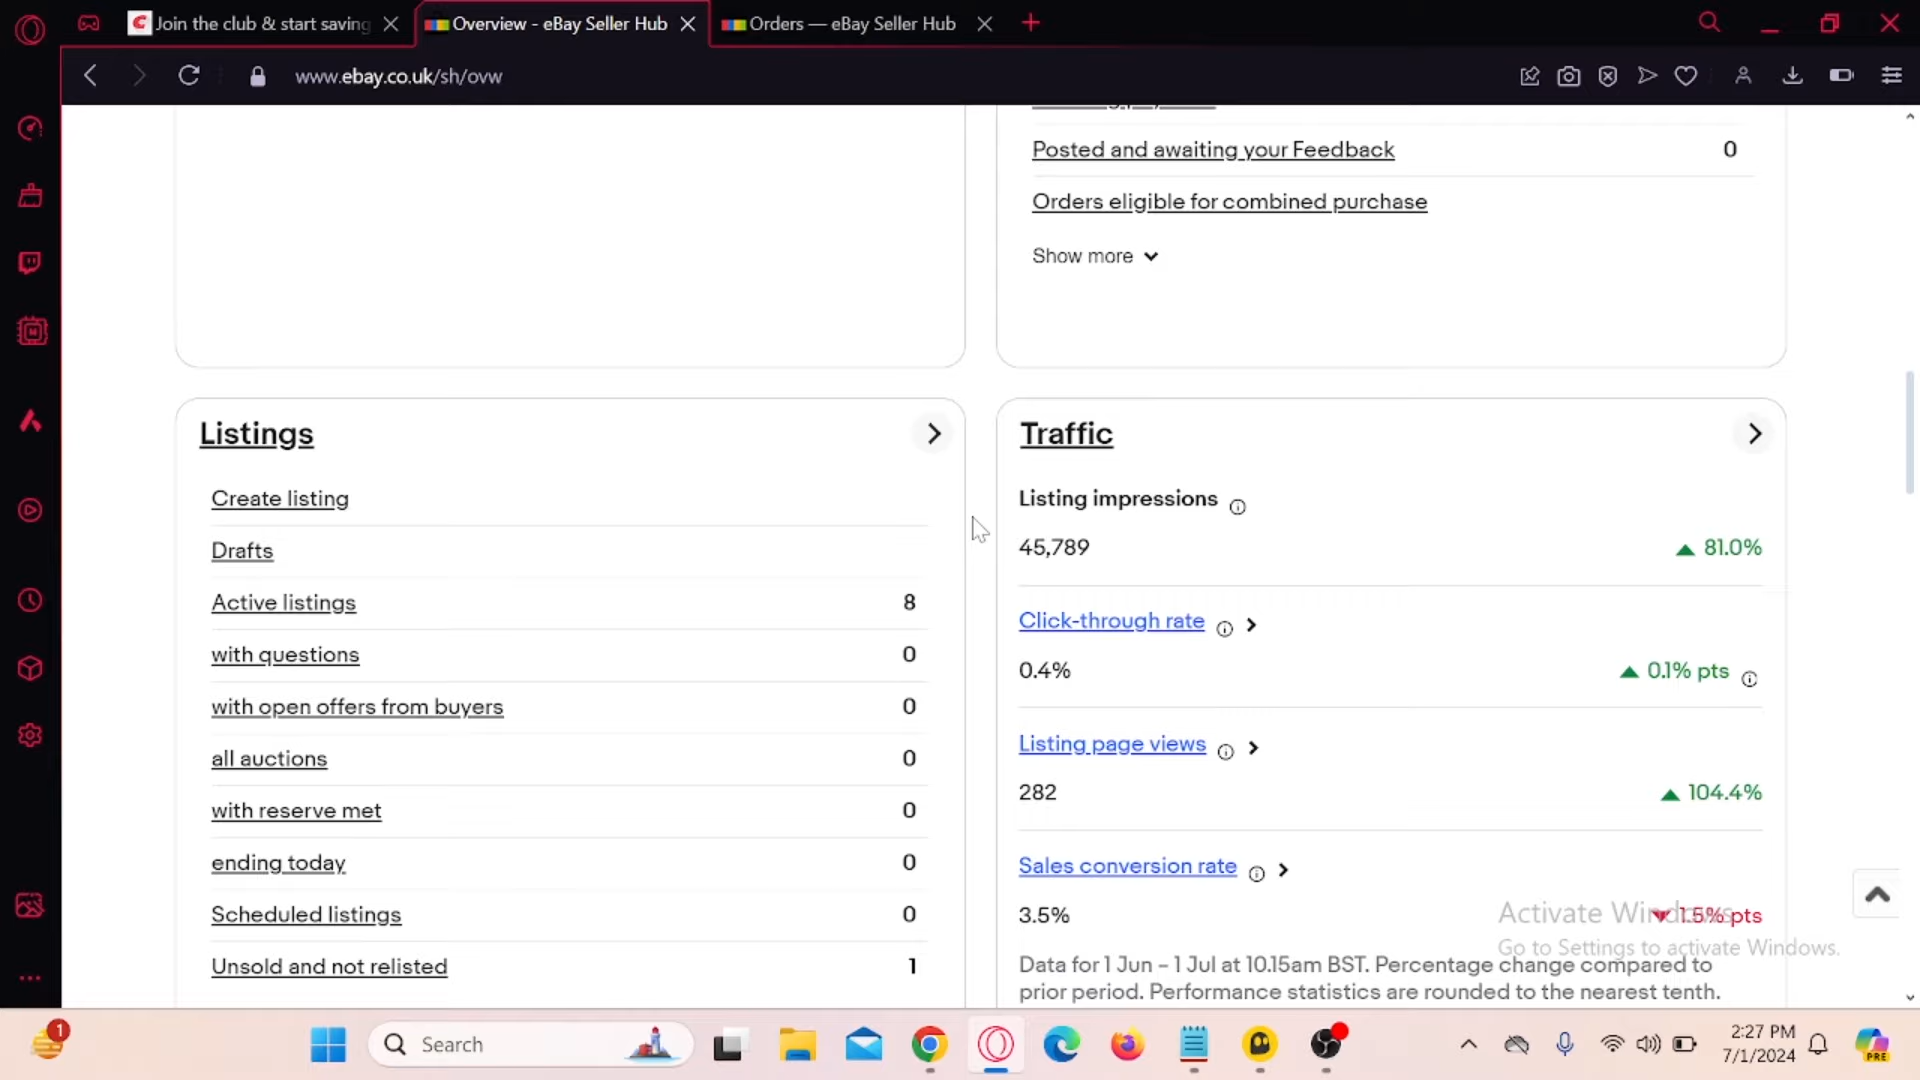 Join the club & start saving
Overview - eBay Seller Hub
Orders — eBay Seller Hub
www.ebay.co.uk/sh/ovw
Posted and awaiting your Feedback 0
Orders eligible for combined purchase
Show more
Listings
Create listing
Drafts
Active listings 8
with questions 0
with open offers from buyers 0
all auctions 0
with reserve met 0
ending today 0
Scheduled listings 0
Unsold and not relisted 1
Traffic
Listing impressions
45,789 81.0%
Click-through rate
0.4% 0.1% pts
Listing page views
282 104.4%
Sales conversion rate
3.5% 1.5% pts
Data for 1 Jun – 1 Jul at 10.15am BST. Percentage change compared to
prior period. Performance statistics are rounded to the nearest tenth.
Activate Windows
Go to Settings to activate Windows.
1
Search
2:27 PM
7/1/2024
PRE